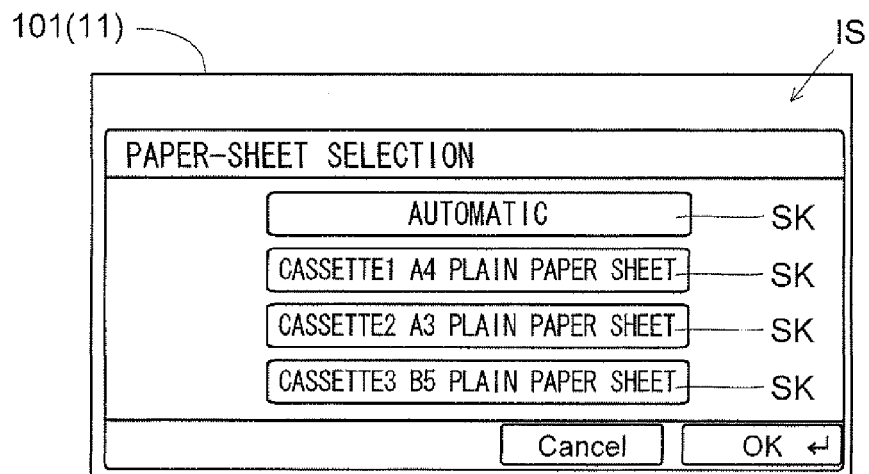 101(11)
IS
PAPER-SHEET SELECTION
AUTOMATIC SK
CASSETTE1 A4 PLAIN PAPER SHEET SK
CASSETTE2 A3 PLAIN PAPER SHEET SK
CASSETTE3 B5 PLAIN PAPER SHEET SK
Cancel OK ↵